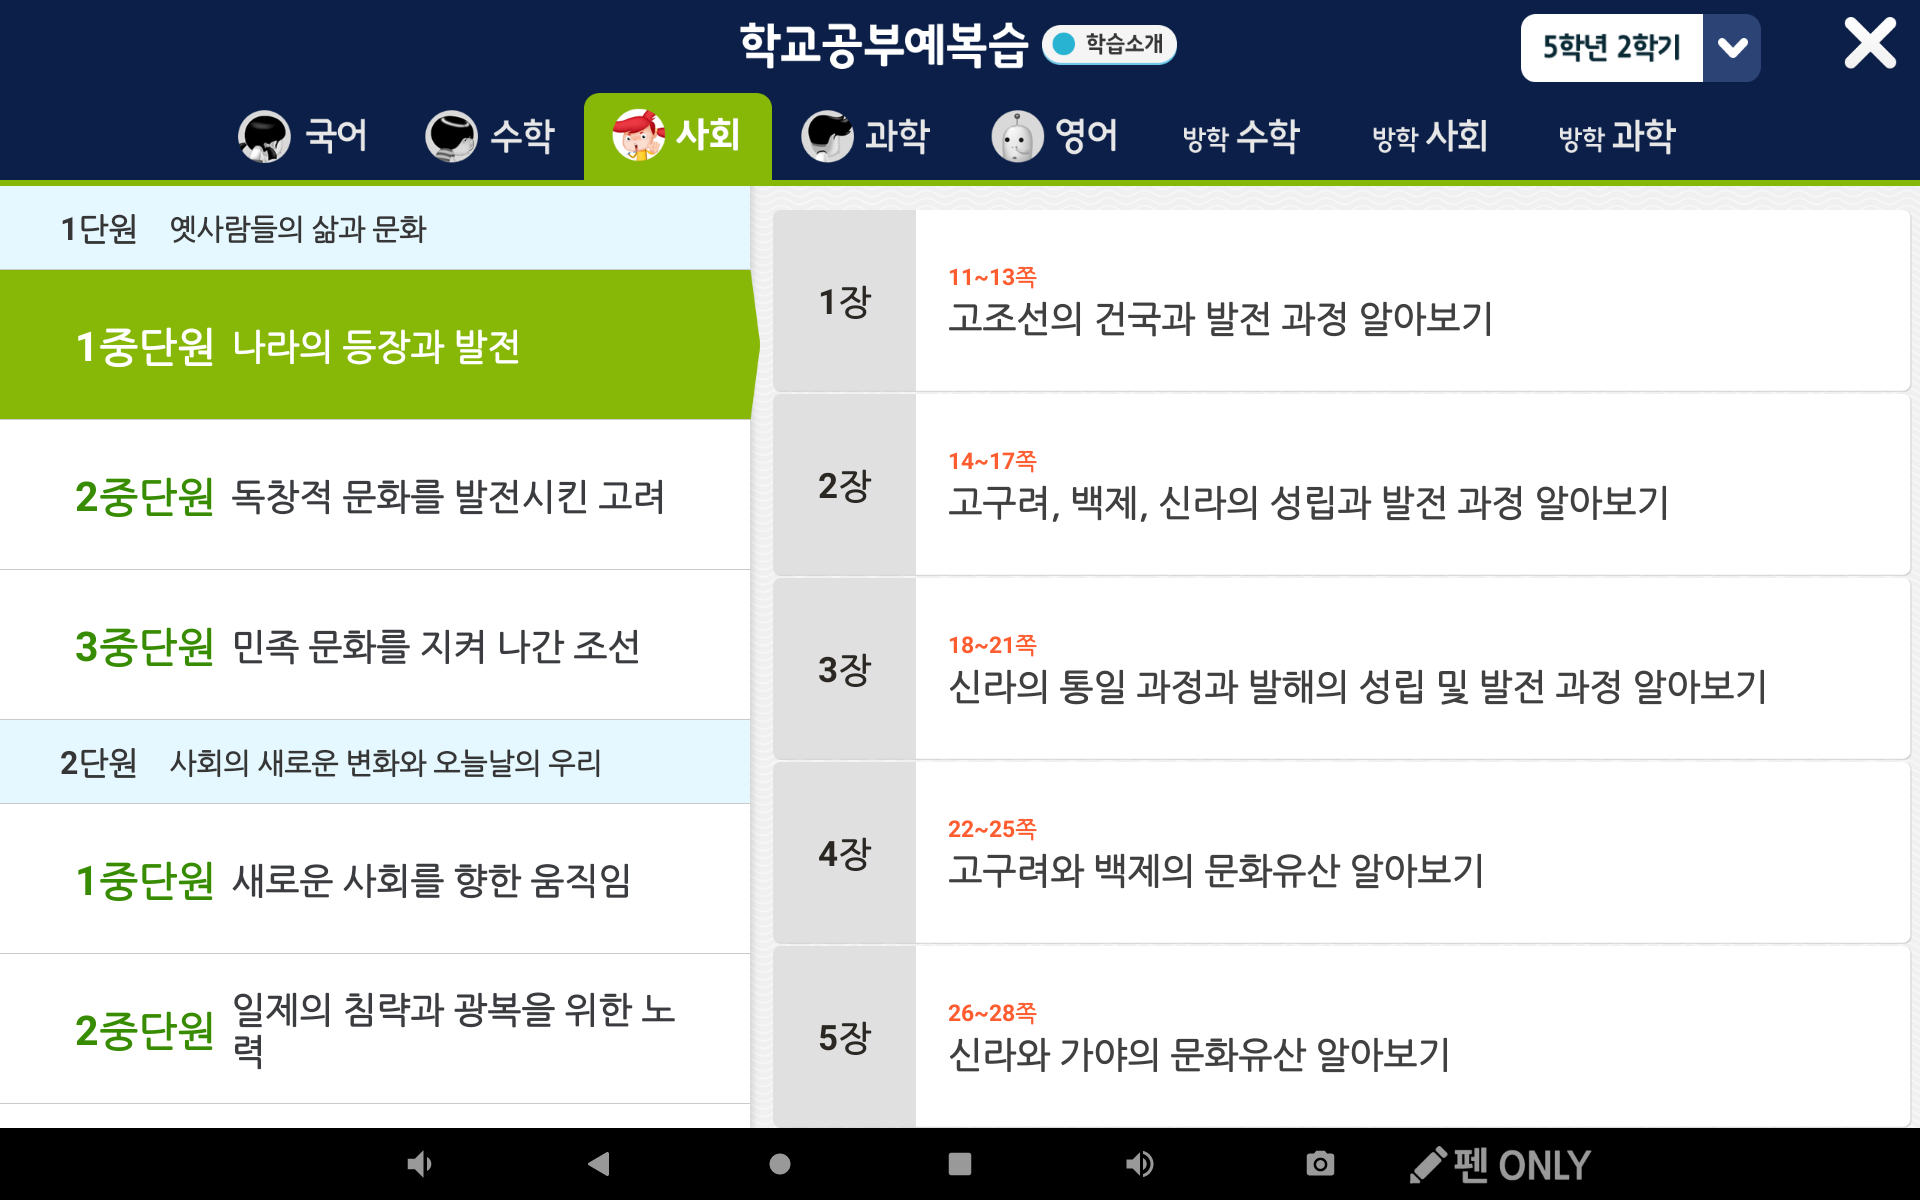 학교공부예복습
학습소개
5학년 2학기
국어
수학
사회
과학
영어
방학 수학
방학 사회
방학 과학
1단원 옛사람들의 삶과 문화
1중단원 나라의 등장과 발전
2중단원 독창적 문화를 발전시킨 고려
3중단원 민족 문화를 지켜 나간 조선
2단원 사회의 새로운 변화와 오늘날의 우리
1중단원 새로운 사회를 향한 움직임
2중단원 일제의 침략과 광복을 위한 노
력
1장
11~13쪽
고조선의 건국과 발전 과정 알아보기
2장
14~17쪽
고구려, 백제, 신라의 성립과 발전 과정 알아보기
3장
18~21쪽
신라의 통일 과정과 발해의 성립 및 발전 과정 알아보기
4장
22~25쪽
고구려와 백제의 문화유산 알아보기
5장
26~28쪽
신라와 가야의 문화유산 알아보기
펜 ONLY